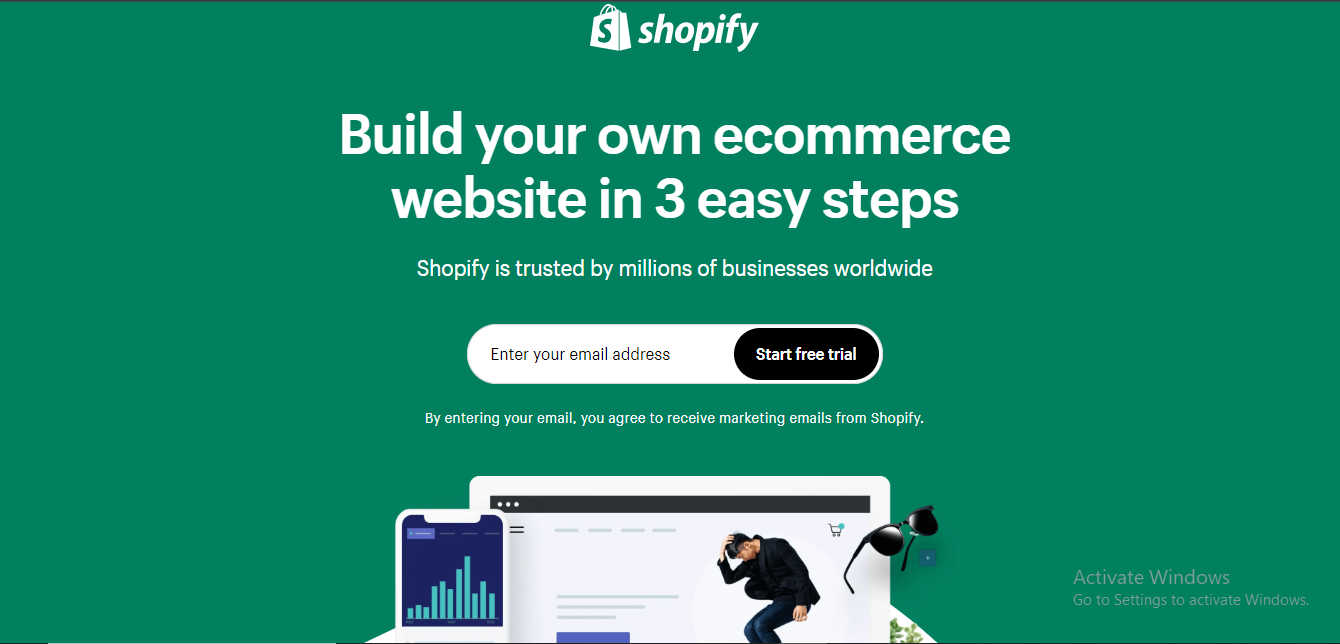 shopify
Build your own ecommerce
website in 3 easy steps
Shopify is trusted by millions of businesses worldwide
Enter your email address
Start free trial
By entering your email, you agree to receive marketing emails from Shopify.
Activate Windows
Go to Settings to activate Windows.